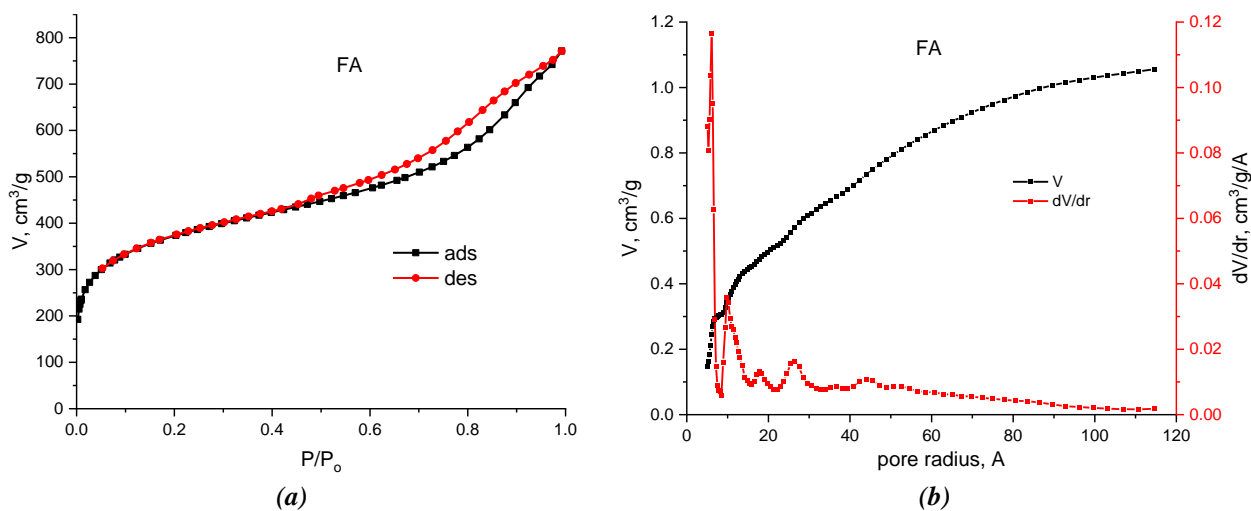 FA
V, cm³/g
800
700
600
500
400
300
200
100
0
ads
des
0.0 0.2 0.4 0.6 0.8 1.0
P/Pₒ
(a)
FA
V, cm³/g
1.2
1.0
0.8
0.6
0.4
0.2
0.0
V
dV/dr
0.12
0.10
0.08
0.06
0.04
0.02
0.00
dV/dr, cm³/g/A
0 20 40 60 80 100 120
pore radius, A
(b)